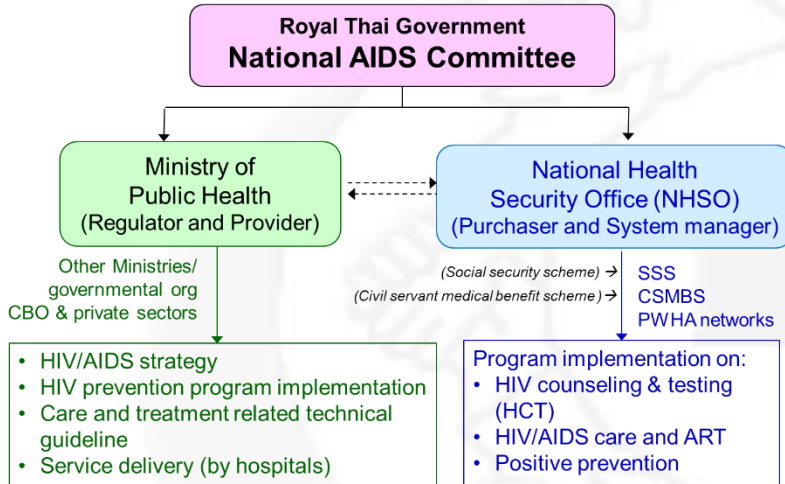 Royal Thai Government
National AIDS Committee
Ministry of
Public Health
(Regulator and Provider)
National Health
Security Office (NHSO)
(Purchaser and System manager)
Other Ministries/
governmental org
CBO & private sectors
(Social security scheme) → SSS
(Civil servant medical benefit scheme) → CSMBS
PWHA networks
• HIV/AIDS strategy
• HIV prevention program implementation
• Care and treatment related technical
guideline
• Service delivery (by hospitals)
Program implementation on:
• HIV counseling & testing
(HCT)
• HIV/AIDS care and ART
• Positive prevention